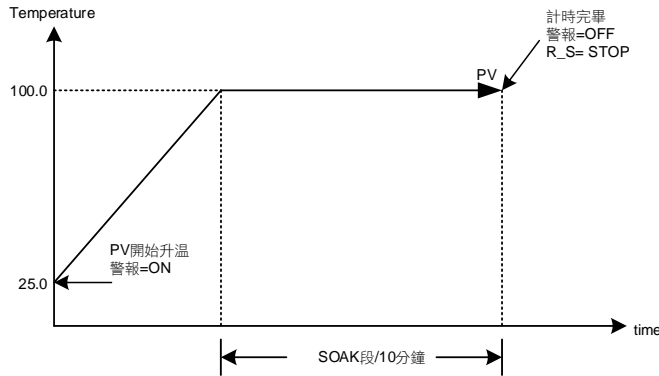 Temperature
計時完畢
警報=OFF
R_S= STOP
PV
100.0
PV開始升温
警報=ON
25.0
time
SOAK段/10分鐘